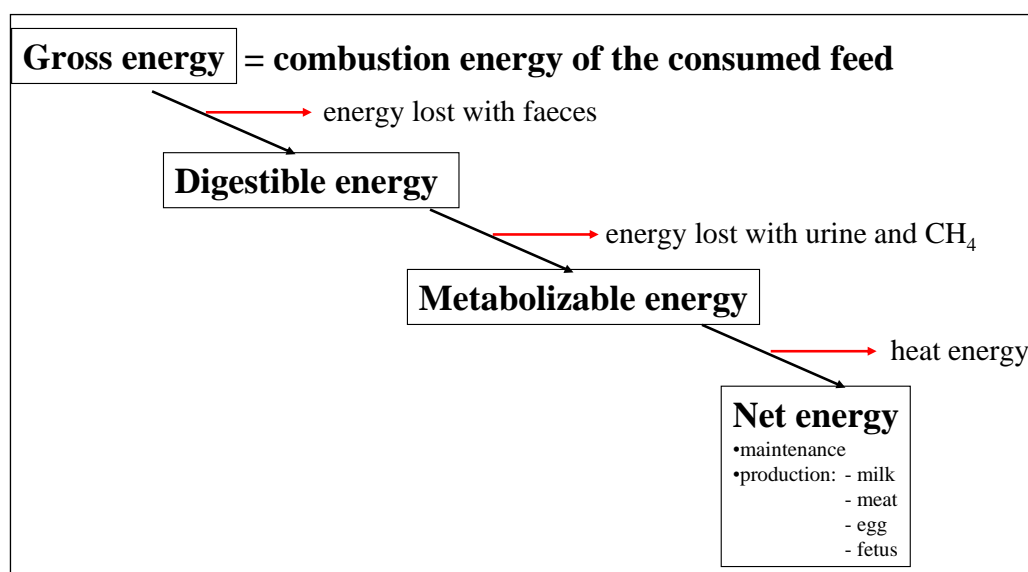 Gross energy = combustion energy of the consumed feed
energy lost with faeces
Digestible energy
energy lost with urine and CH₄
Metabolizable energy
heat energy
Net energy
•maintenance
•production: - milk
- meat
- egg
- fetus